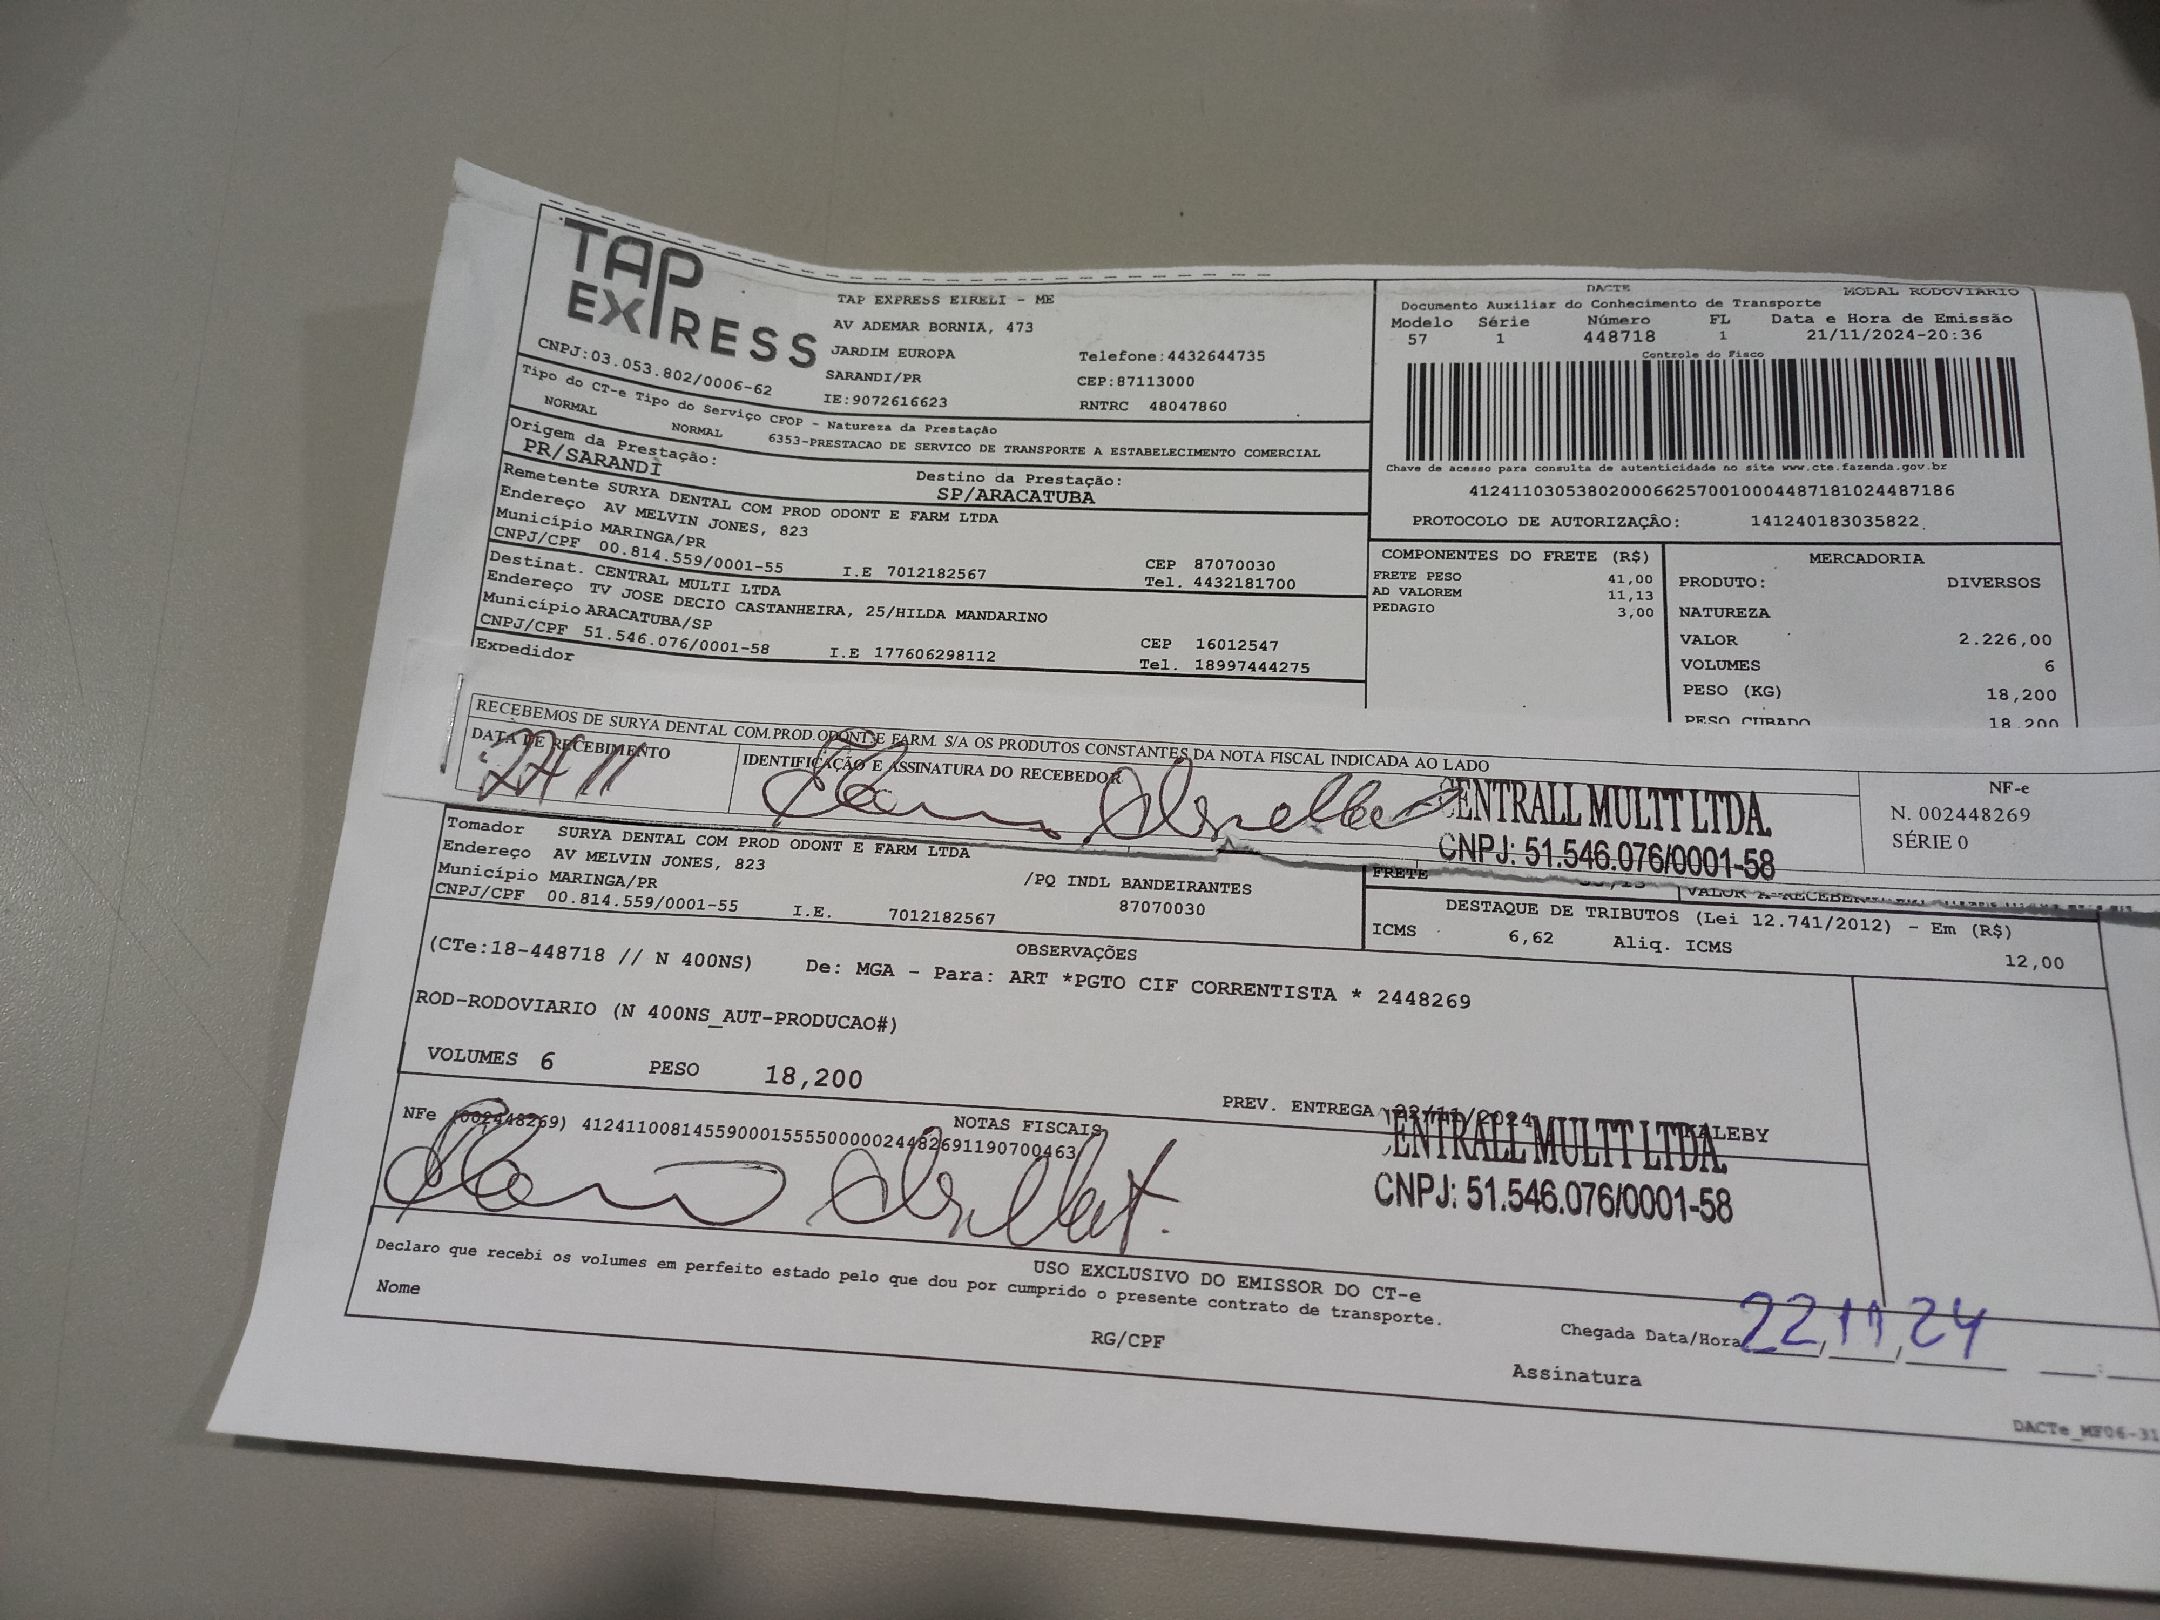 TAP
EXPRESS
CNPJ:03.053.802/0006-62
TAP EXPRESS EIRELI - ME
AV ADEMAR BORNIA, 473
JARDIM EUROPA
Telefone:4432644735
SARANDI/PR
CEP:87113000
IE:9072616623
RNTRC 48047860
DACTE
MODAL RODOVIARIO
Documento Auxiliar do Conhecimento de Transporte
Modelo Série Número FL Data e Hora de Emissão
57 1 448718 1 21/11/2024-20:36
Controle do Fisco
Chave de acesso para consulta de autenticidade no site www.cte.fazenda.gov.br
41241103053802000662570010004487181024487186
PROTOCOLO DE AUTORIZAÇÃO: 141240183035822
Tipo do CT-e Tipo do Serviço CFOP - Natureza da Prestação
NORMAL NORMAL 6353-PRESTACAO DE SERVICO DE TRANSPORTE A ESTABELECIMENTO COMERCIAL
Origem da Prestação: Destino da Prestação:
PR/SARANDI SP/ARACATUBA
Remetente SURYA DENTAL COM PROD ODONT E FARM LTDA
Endereço AV MELVIN JONES, 823
Município MARINGA/PR CEP 87070030
CNPJ/CPF 00.814.559/0001-55 I.E 7012182567 Tel. 4432181700
Destinat. CENTRAL MULTI LTDA
Endereço TV JOSE DECIO CASTANHEIRA, 25/HILDA MANDARINO
Município ARACATUBA/SP CEP 16012547
CNPJ/CPF 51.546.076/0001-58 I.E 177606298112 Tel. 18997444275
Expedidor
COMPONENTES DO FRETE (R$)
FRETE PESO 41,00
AD VALOREM 11,13
PEDAGIO 3,00
MERCADORIA
PRODUTO: DIVERSOS
NATUREZA
VALOR 2.226,00
VOLUMES 6
PESO (KG) 18,200
PESO CUBADO 18,200
RECEBEMOS DE SURYA DENTAL COM.PROD.ODONT.E FARM. S/A OS PRODUTOS CONSTANTES DA NOTA FISCAL INDICADA AO LADO
DATA DE RECEBIMENTO
IDENTIFICAÇÃO E ASSINATURA DO RECEBEDOR
CENTRALL MULTT LTDA.
CNPJ: 51.546.076/0001-58
NF-e
N. 002448269
SÉRIE 0
Tomador SURYA DENTAL COM PROD ODONT E FARM LTDA
Endereço AV MELVIN JONES, 823 /PQ INDL BANDEIRANTES
Município MARINGA/PR 87070030
CNPJ/CPF 00.814.559/0001-55 I.E. 7012182567
FRETE
VALOR A RECEBER
DESTAQUE DE TRIBUTOS (Lei 12.741/2012) - Em (R$)
ICMS 6,62 Aliq. ICMS 12,00
OBSERVAÇÕES
(CTe:18-448718 // N 400NS) De: MGA - Para: ART *PGTO CIF CORRENTISTA * 2448269
ROD-RODOVIARIO (N 400NS_AUT-PRODUCAO#)
VOLUMES 6 PESO 18,200
PREV. ENTREGA 22/11/2024
NOTAS FISCAIS
NFe (002448269) 41241100814559000155550000024482691190700463
CENTRALL MULTT LTDA.
CNPJ: 51.546.076/0001-58
USO EXCLUSIVO DO EMISSOR DO CT-e
Declaro que recebi os volumes em perfeito estado pelo que dou por cumprido o presente contrato de transporte.
Nome RG/CPF
Chegada Data/Hora 22/11/24
Assinatura